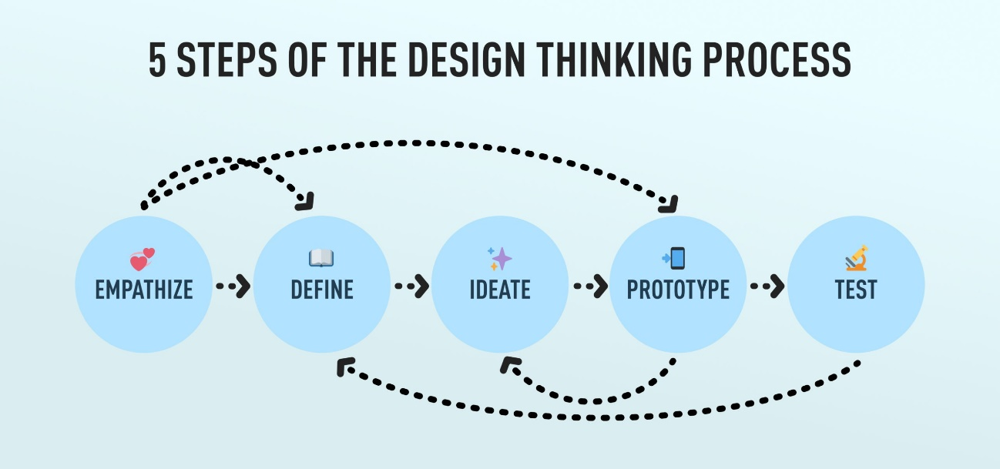 5 STEPS OF THE DESIGN THINKING PROCESS
EMPATHIZE
DEFINE
IDEATE
PROTOTYPE
TEST